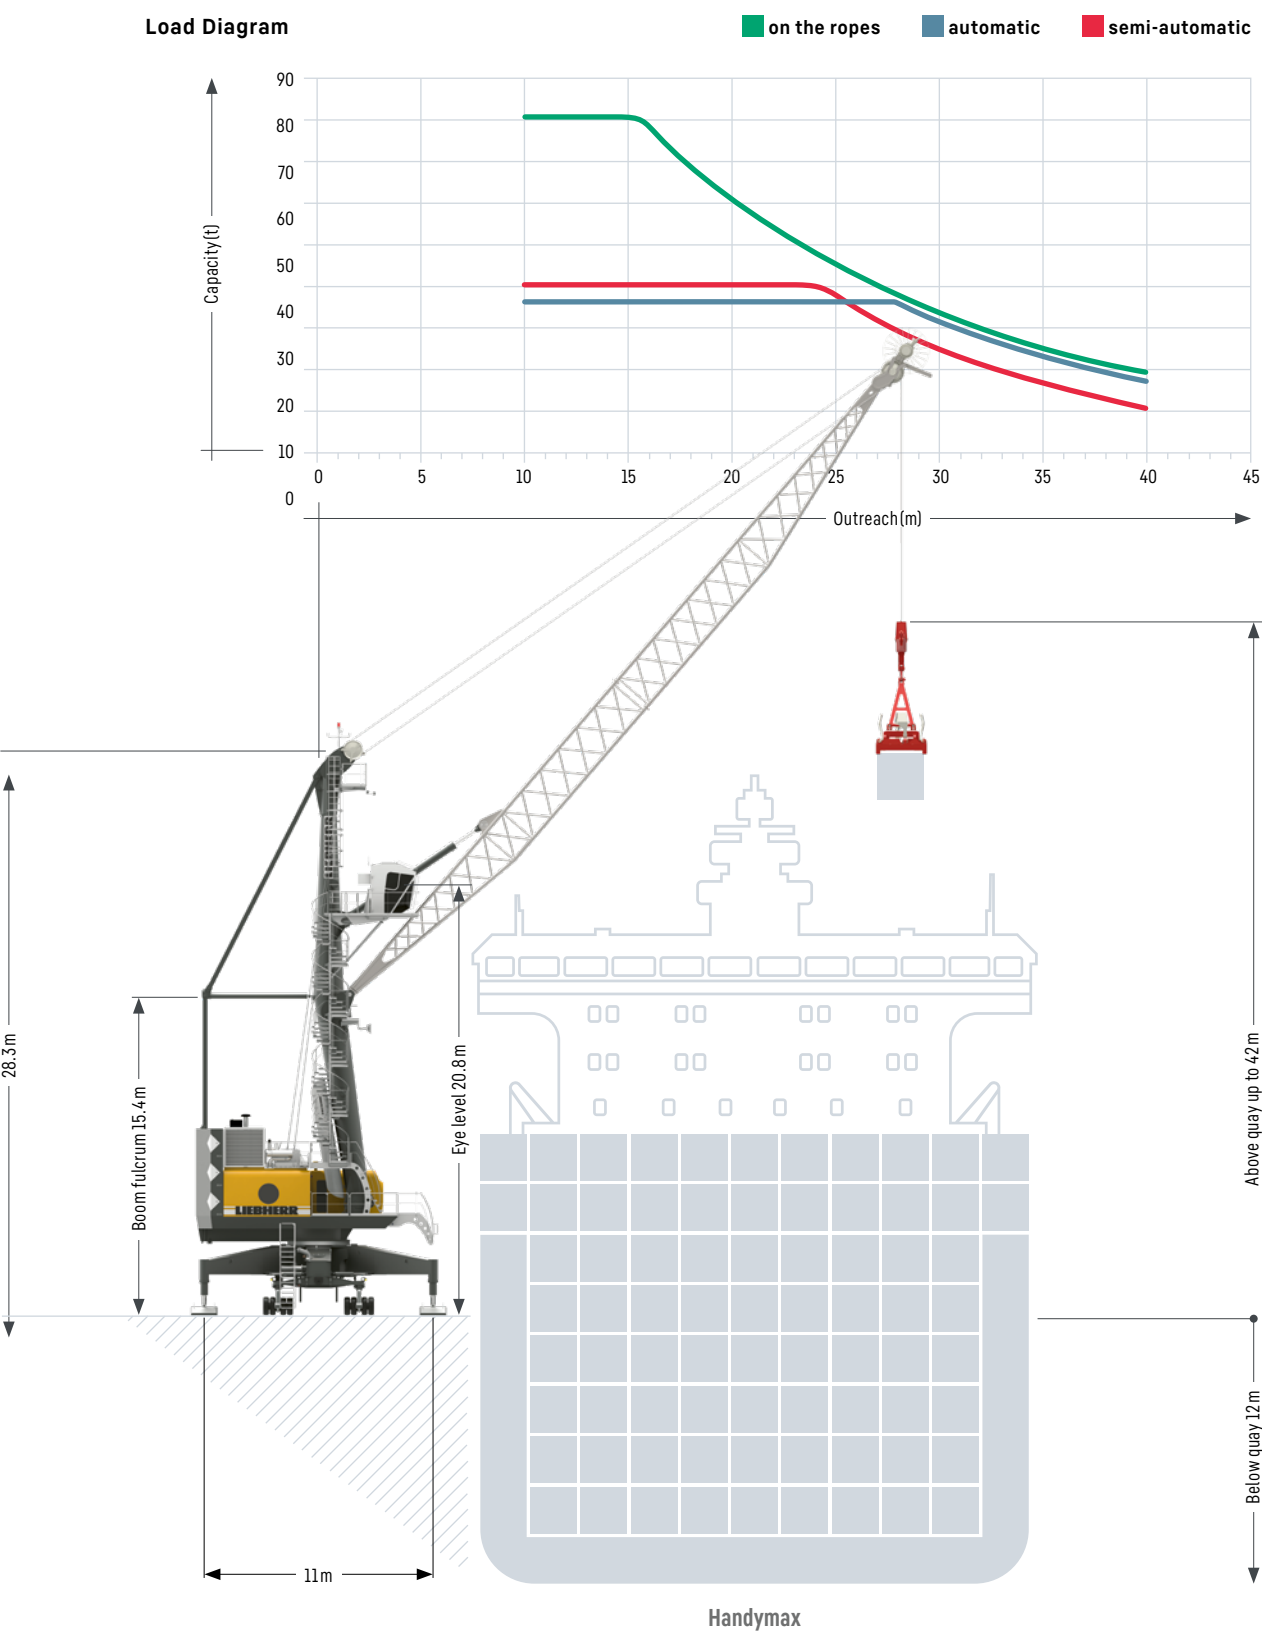 Load Diagram
on the ropes
automatic
semi-automatic
90
80
70
60
50
40
30
20
10
0
Capacity(t)
0 5 10 15 20 25 30 35 40 45
Outreach(m)
28.3 m
Boom fulcrum 15.4 m
Eye level 20.8 m
Above quay up to 42 m
LIEBHERR
Below quay 12 m
11 m
Handymax